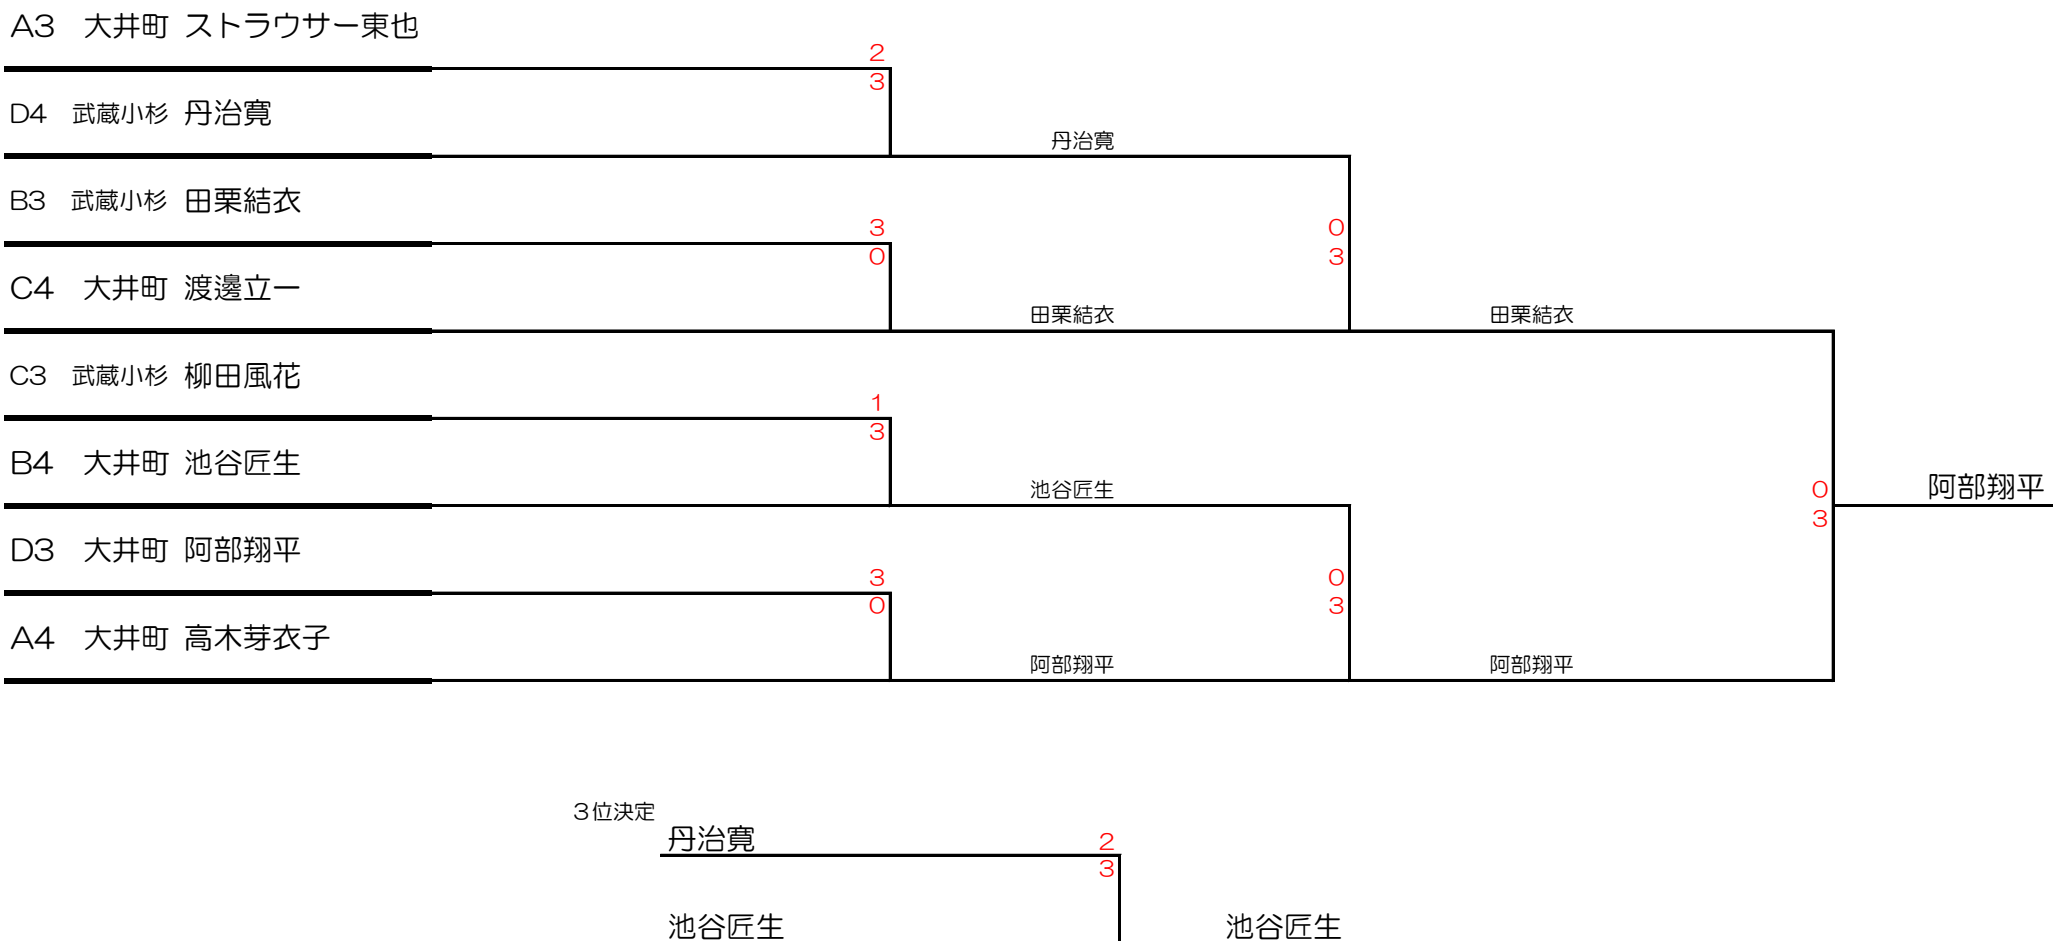 A3 大井町 ストラウサー東也
2
3
D4 武蔵小杉 丹治寛
丹治寛
B3 武蔵小杉 田栗結衣
3
0
0
3
C4 大井町 渡邊立一
田栗結衣
田栗結衣
C3 武蔵小杉 柳田風花
1
3
B4 大井町 池谷匠生
池谷匠生
0
3
阿部翔平
D3 大井町 阿部翔平
3
0
0
3
A4 大井町 高木芽衣子
阿部翔平
阿部翔平
3位決定
丹治寛
2
3
池谷匠生
池谷匠生